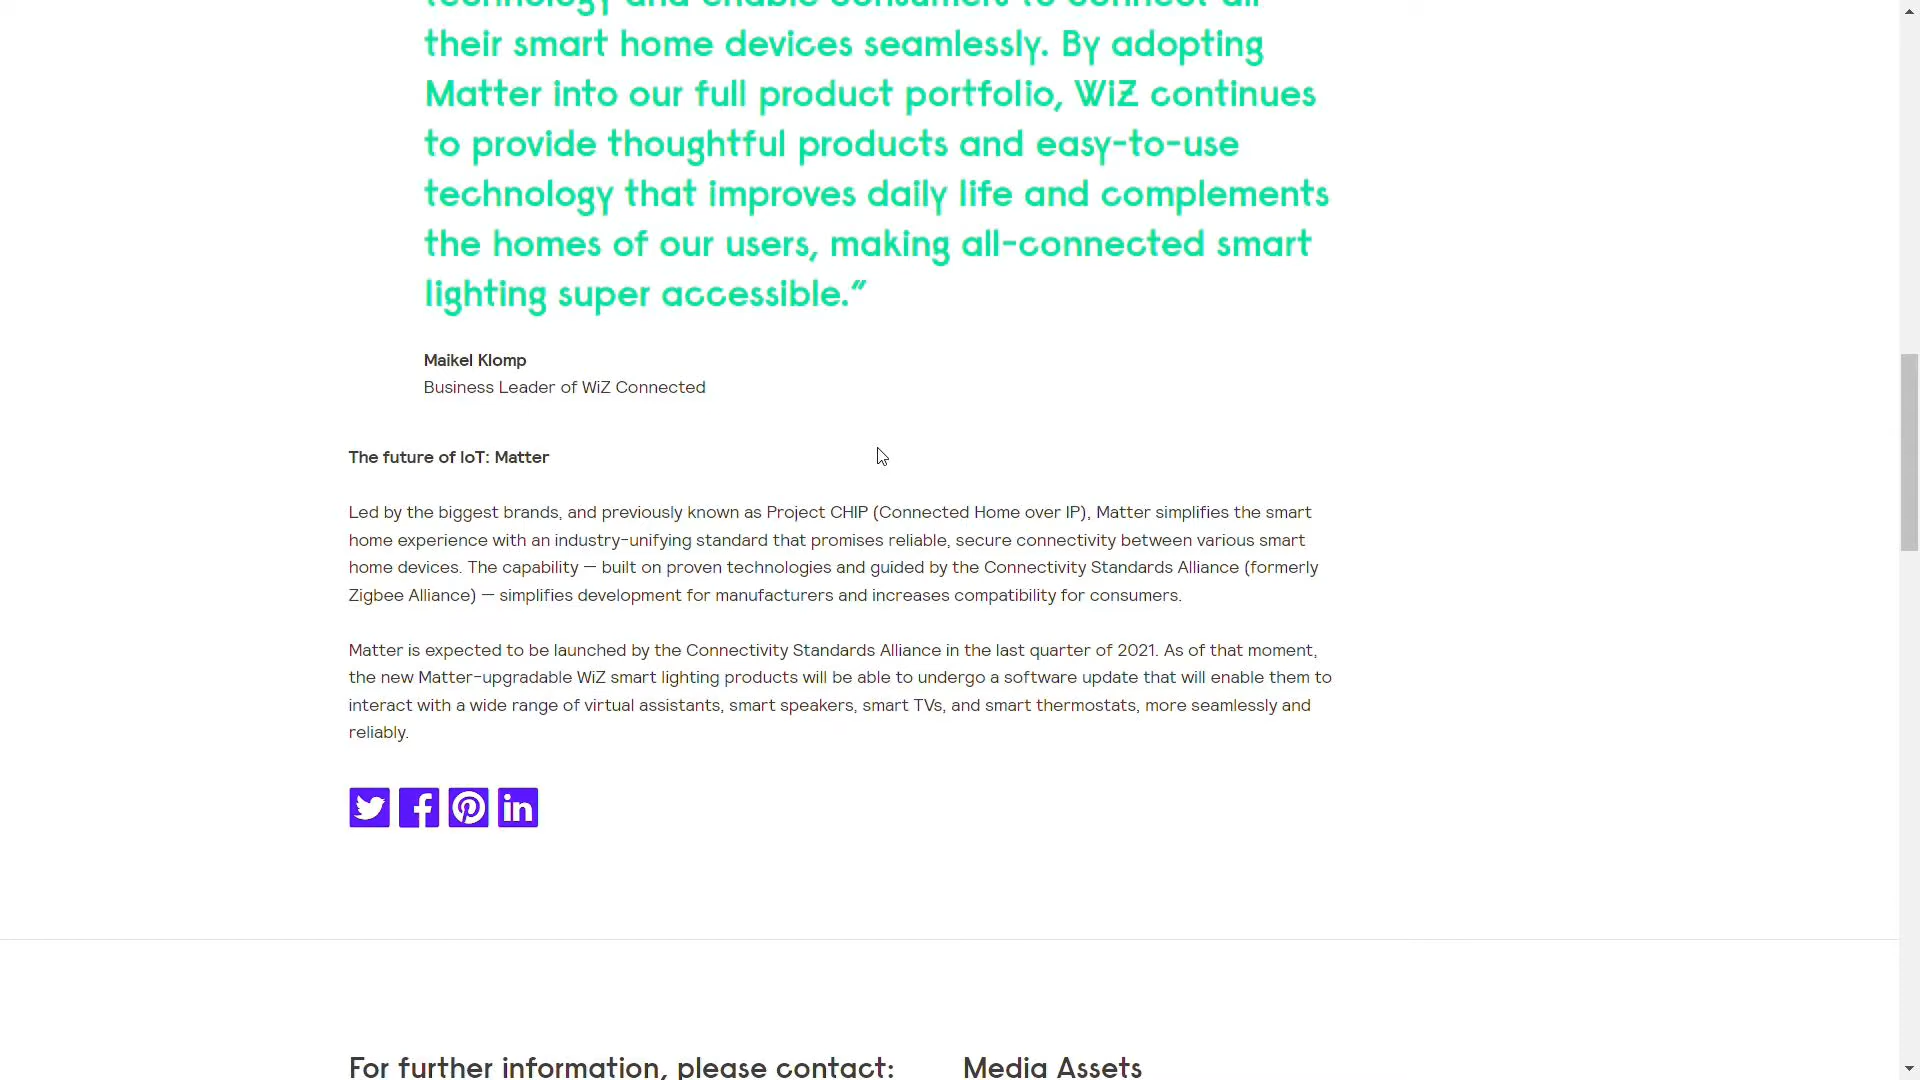 technology and enable consumers to connect all
their smart home devices seamlessly. By adopting
Matter into our full product portfolio, WiZ continues
to provide thoughtful products and easy-to-use
technology that improves daily life and complements
the homes of our users, making all-connected smart
lighting super accessible.”
Maikel Klomp
Business Leader of WiZ Connected
The future of IoT: Matter
Led by the biggest brands, and previously known as Project CHIP (Connected Home over IP), Matter simplifies the smart
home experience with an industry-unifying standard that promises reliable, secure connectivity between various smart
home devices. The capability — built on proven technologies and guided by the Connectivity Standards Alliance (formerly
Zigbee Alliance) — simplifies development for manufacturers and increases compatibility for consumers.
Matter is expected to be launched by the Connectivity Standards Alliance in the last quarter of 2021. As of that moment,
the new Matter-upgradable WiZ smart lighting products will be able to undergo a software update that will enable them to
interact with a wide range of virtual assistants, smart speakers, smart TVs, and smart thermostats, more seamlessly and
reliably.
For further information, please contact:
Media Assets